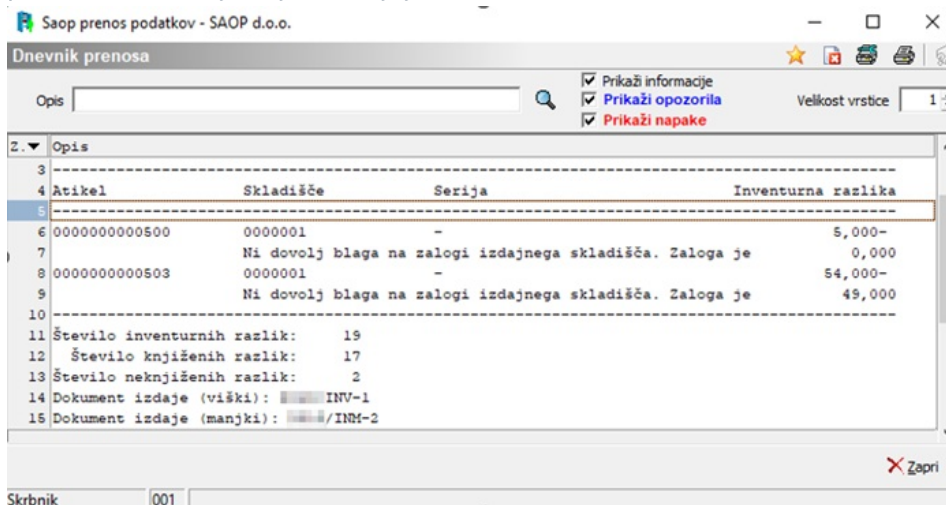 Saop prenos podatkov - SAOP d.o.o.
Dnevnik prenosa
Opis
Prikaži informacije
Prikaži opozorila
Prikaži napake
Velikost vrstice 1
Z. Opis
3 --------------------------------------------------------------------------------------------
4 Atikel Skladišče Serija Inventurna razlika
5 --------------------------------------------------------------------------------------------
6 0000000000500 0000001 - 5,000-
7 Ni dovolj blaga na zalogi izdajnega skladišča. Zaloga je 0,000
8 0000000000503 0000001 - 54,000-
9 Ni dovolj blaga na zalogi izdajnega skladišča. Zaloga je 49,000
10 --------------------------------------------------------------------------------------------
11 Število inventurnih razlik: 19
12 Število knjiženih razlik: 17
13 Število neknjiženih razlik: 2
14 Dokument izdaje (viški): INV-1
15 Dokument izdaje (manjki): /INM-2
Zapri
Skrbnik 001